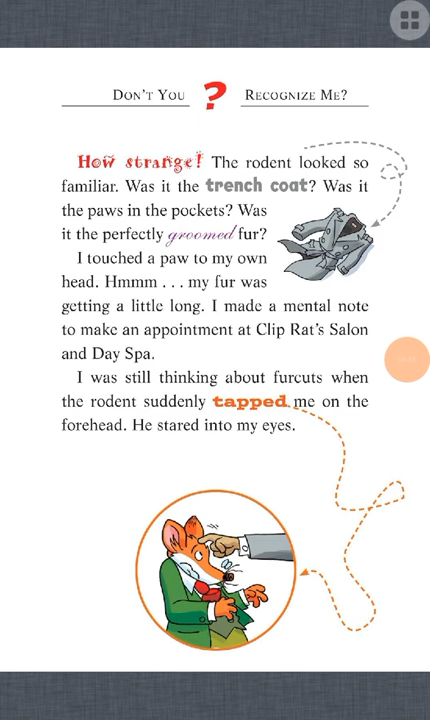 DON'T YOU ? RECOGNIZE ME?
How strange! The rodent looked so
familiar. Was it the trench coat? Was it
the paws in the pockets? Was
it the perfectly groomed fur?
I touched a paw to my own
head. Hmmm . . . my fur was
getting a little long. I made a mental note
to make an appointment at Clip Rat's Salon
and Day Spa.
I was still thinking about furcuts when
the rodent suddenly tapped me on the
forehead. He stared into my eyes.